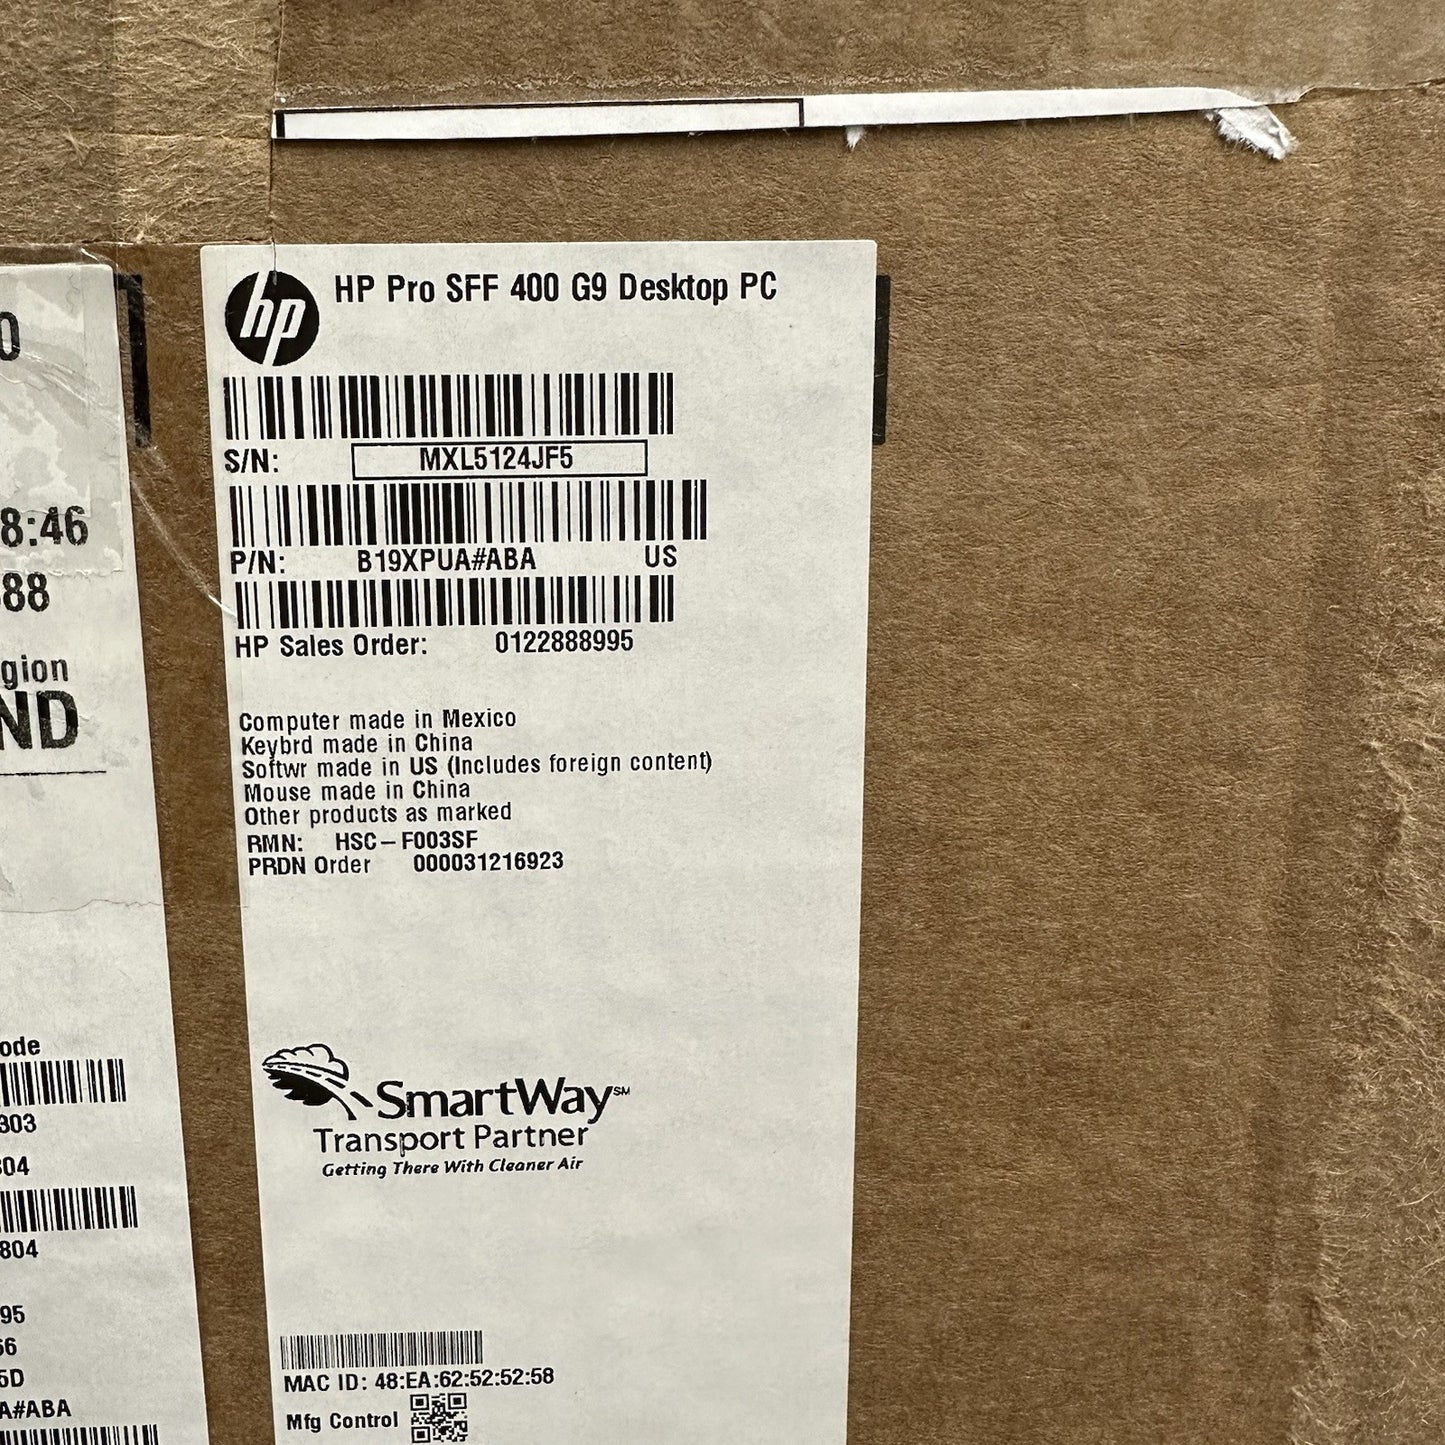 hp
HP Pro SFF 400 G9 Desktop PC
S/N: MXL5124JF5
P/N: B19XPUA#ABA US
HP Sales Order: 0122888995
Computer made in Mexico
Keybrd made in China
Softwr made in US (Includes foreign content)
Mouse made in China
Other products as marked
RMN: HSC-F003SF
PRDN Order 000031216923
SmartWay℠
Transport Partner
Getting There With Cleaner Air
MAC ID: 48:EA:62:52:52:58
Mfg Control
0
8:46
88
gion
ND
ode
303
804
95
66
5D
A#ABA